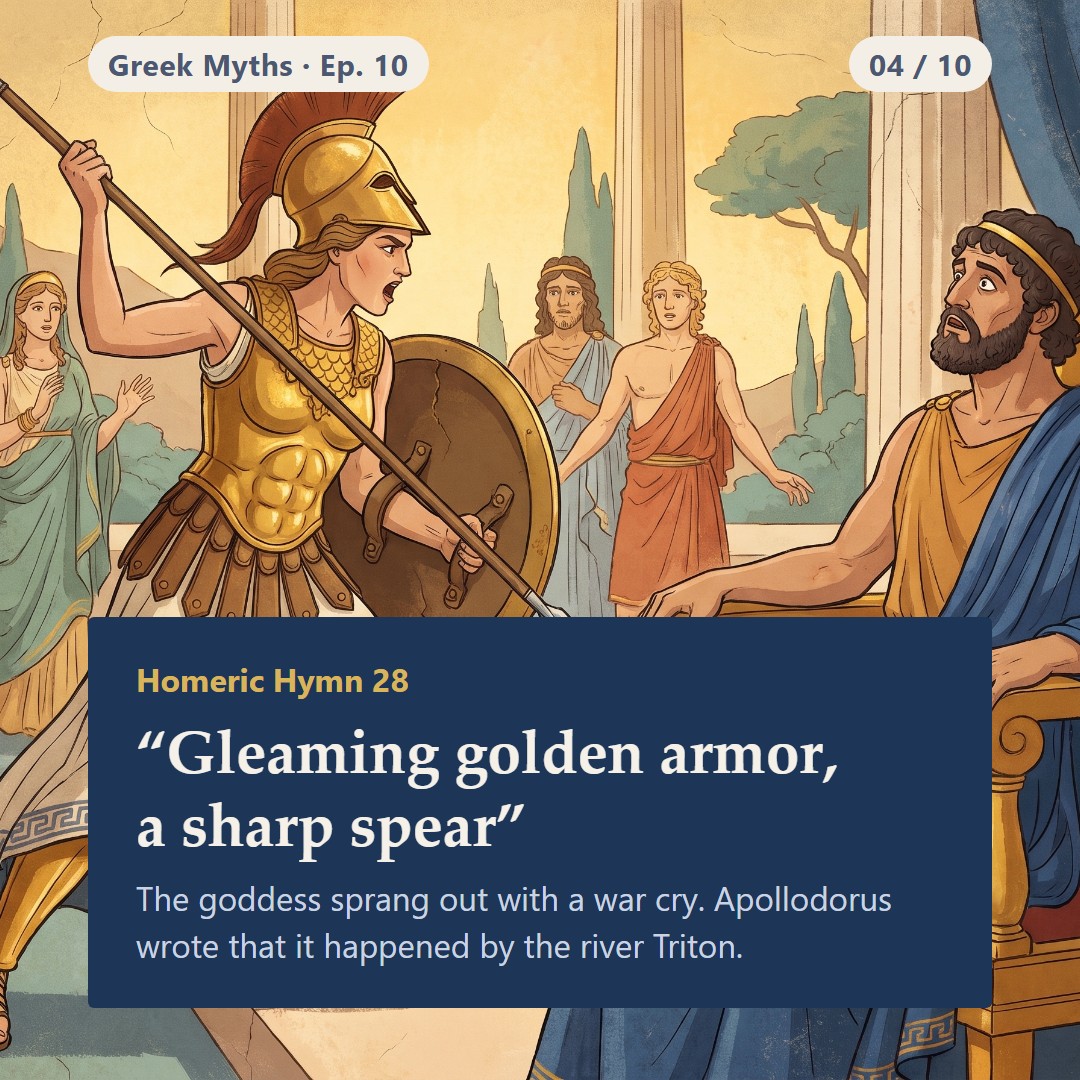 Greek Myths · Ep. 10
04 / 10
Homeric Hymn 28
“Gleaming golden armor,
a sharp spear”
The goddess sprang out with a war cry. Apollodorus
wrote that it happened by the river Triton.